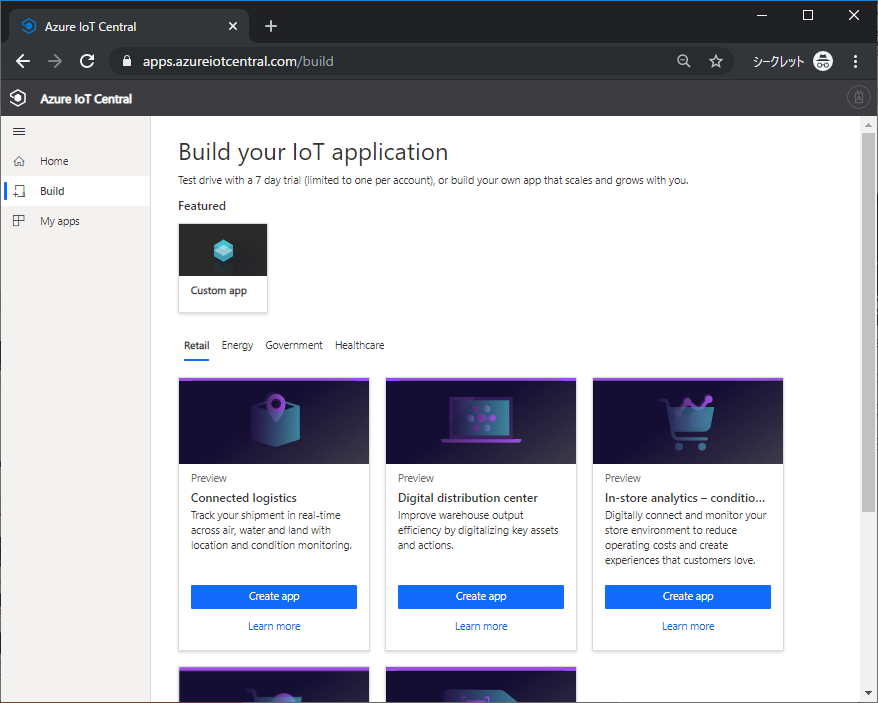 Azure IoT Central
apps.azureiotcentral.com/build
シークレット
Azure IoT Central
Home
Build
My apps
Build your IoT application
Test drive with a 7 day trial (limited to one per account), or build your own app that scales and grows with you.
Featured
Custom app
Retail Energy Government Healthcare
Preview
Connected logistics
Track your shipment in real-time
across air, water and land with
location and condition monitoring.
Create app
Learn more
Preview
Digital distribution center
Improve warehouse output
efficiency by digitalizing key assets
and actions.
Create app
Learn more
Preview
In-store analytics – conditio...
Digitally connect and monitor your
store environment to reduce
operating costs and create
experiences that customers love.
Create app
Learn more